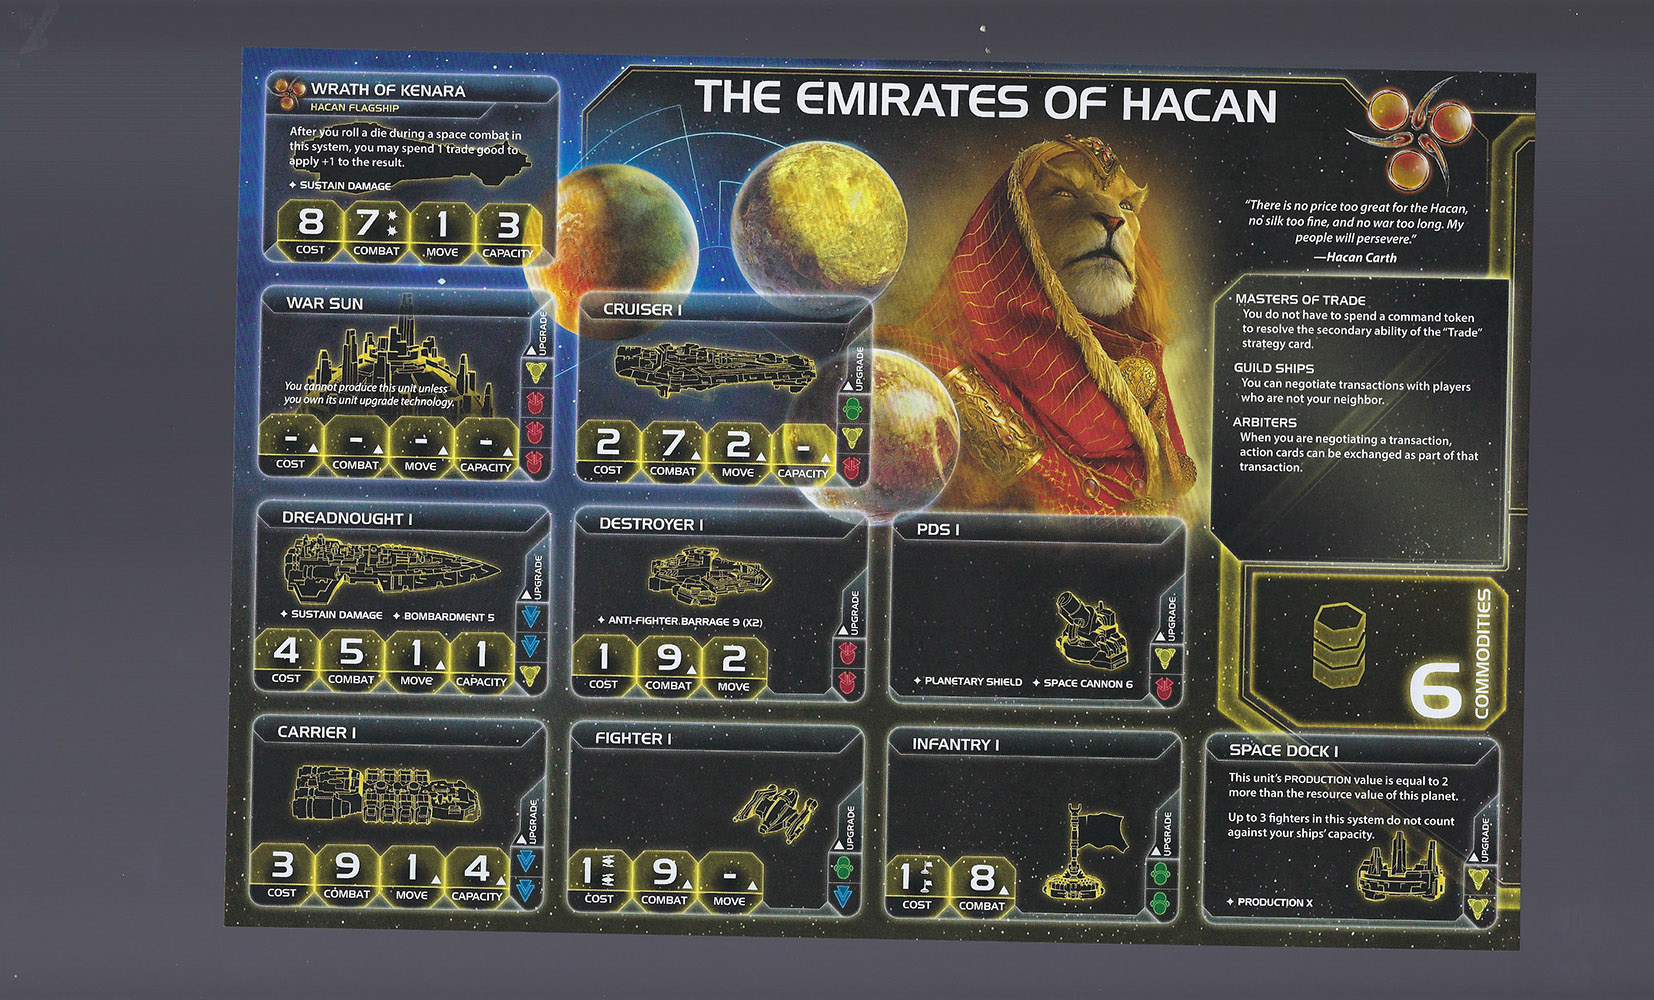 THE EMIRATES OF HACAN
WRATH OF KENARA
HACAN FLAGSHIP
After you roll a die during a space combat in
this system, you may spend 1 trade good to
apply +1 to the result.
SUSTAIN DAMAGE
8 7 1 3
COST COMBAT MOVE CAPACITY
"There is no price too great for the Hacan,
no silk too fine, and no war too long. My
people will persevere."
—Hacan Carth
WAR SUN
UPGRADE
You cannot produce this unit unless
you own its unit upgrade technology.
- - - -
COST COMBAT MOVE CAPACITY
CRUISER I
UPGRADE
2 7 2 -
COST COMBAT MOVE CAPACITY
MASTERS OF TRADE
You do not have to spend a command token
to resolve the secondary ability of the "Trade"
strategy card.
GUILD SHIPS
You can negotiate transactions with players
who are not your neighbor.
ARBITERS
When you are negotiating a transaction,
action cards can be exchanged as part of that
transaction.
DREADNOUGHT I
UPGRADE
SUSTAIN DAMAGE BOMBARDMENT 5
4 5 1 1
COST COMBAT MOVE CAPACITY
DESTROYER I
UPGRADE
ANTI-FIGHTER BARRAGE 9 (X2)
1 9 2
COST COMBAT MOVE
PDS I
UPGRADE
PLANETARY SHIELD SPACE CANNON 6
6
COMMODITIES
CARRIER I
UPGRADE
3 9 1 4
COST COMBAT MOVE CAPACITY
FIGHTER I
UPGRADE
1 9 -
COST COMBAT MOVE
INFANTRY I
UPGRADE
1 8
COST COMBAT
SPACE DOCK I
This unit's PRODUCTION value is equal to 2
more than the resource value of this planet.
Up to 3 fighters in this system do not count
against your ships' capacity.
UPGRADE
PRODUCTION X